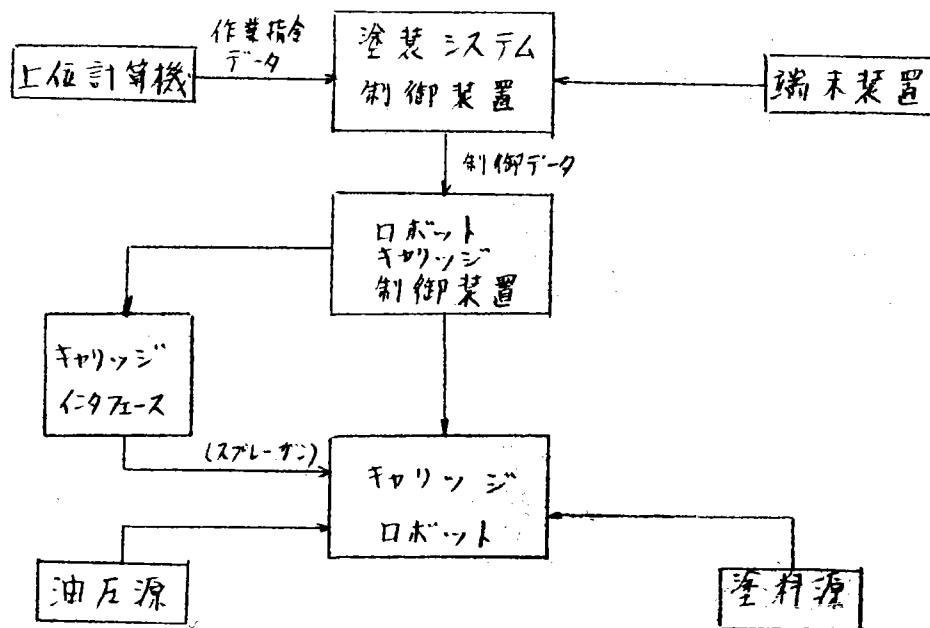 作業指令
データ
上位計算機
塗装システム
制御装置
端末装置
制御データ
ロボット
キャリッジ
制御装置
キャリッジ
インタフェース
(スプレーガン)
キャリッジ
ロボット
油圧源
塗料源